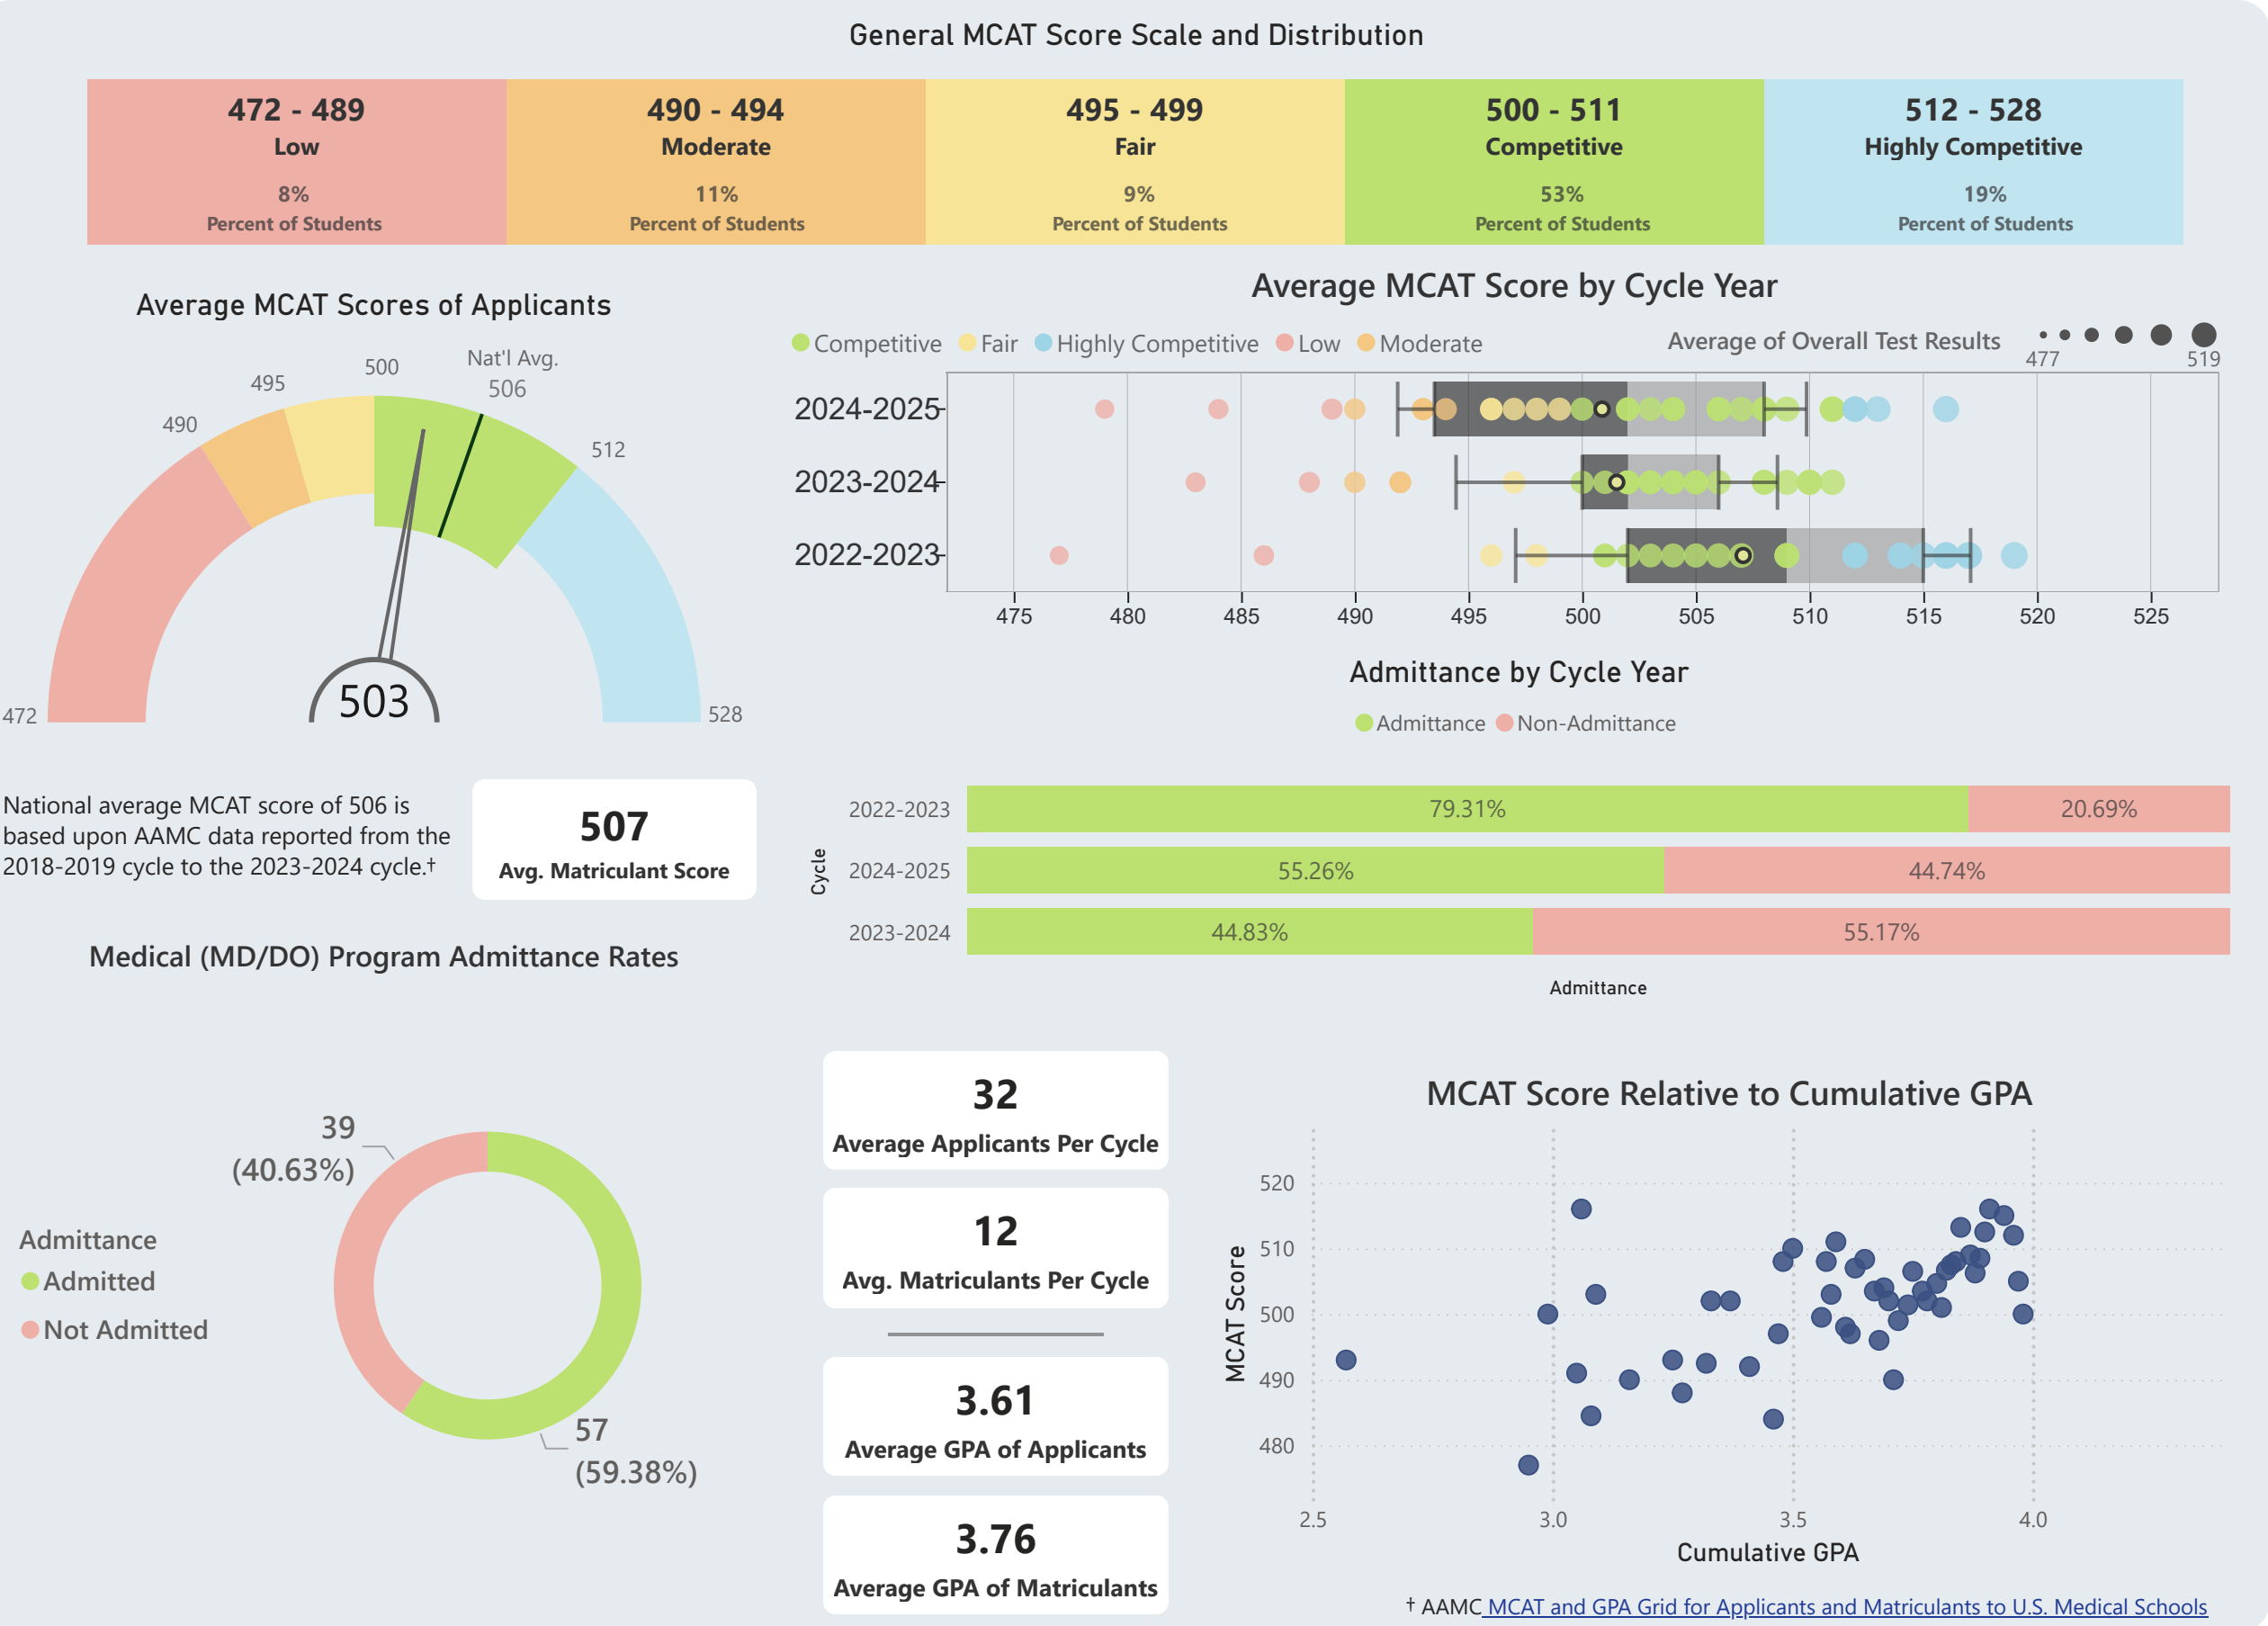 General MCAT Score Scale and Distribution
472 - 489
Low
8%
Percent of Students
490 - 494
Moderate
11%
Percent of Students
495 - 499
Fair
9%
Percent of Students
500 - 511
Competitive
53%
Percent of Students
512 - 528
Highly Competitive
19%
Percent of Students
Average MCAT Scores of Applicants
472
490
495
500
Nat'l Avg.
506
512
528
503
National average MCAT score of 506 is
based upon AAMC data reported from the
2018-2019 cycle to the 2023-2024 cycle.†
507
Avg. Matriculant Score
Average MCAT Score by Cycle Year
Competitive Fair Highly Competitive Low Moderate
Average of Overall Test Results
477 519
2024-2025
2023-2024
2022-2023
475 480 485 490 495 500 505 510 515 520 525
Admittance by Cycle Year
Admittance Non-Admittance
Cycle
2022-2023 79.31% 20.69%
2024-2025 55.26% 44.74%
2023-2024 44.83% 55.17%
Admittance
Medical (MD/DO) Program Admittance Rates
39
(40.63%)
Admittance
Admitted
Not Admitted
57
(59.38%)
32
Average Applicants Per Cycle
12
Avg. Matriculants Per Cycle
3.61
Average GPA of Applicants
3.76
Average GPA of Matriculants
MCAT Score Relative to Cumulative GPA
MCAT Score
520
510
500
490
480
2.5 3.0 3.5 4.0
Cumulative GPA
† AAMC MCAT and GPA Grid for Applicants and Matriculants to U.S. Medical Schools